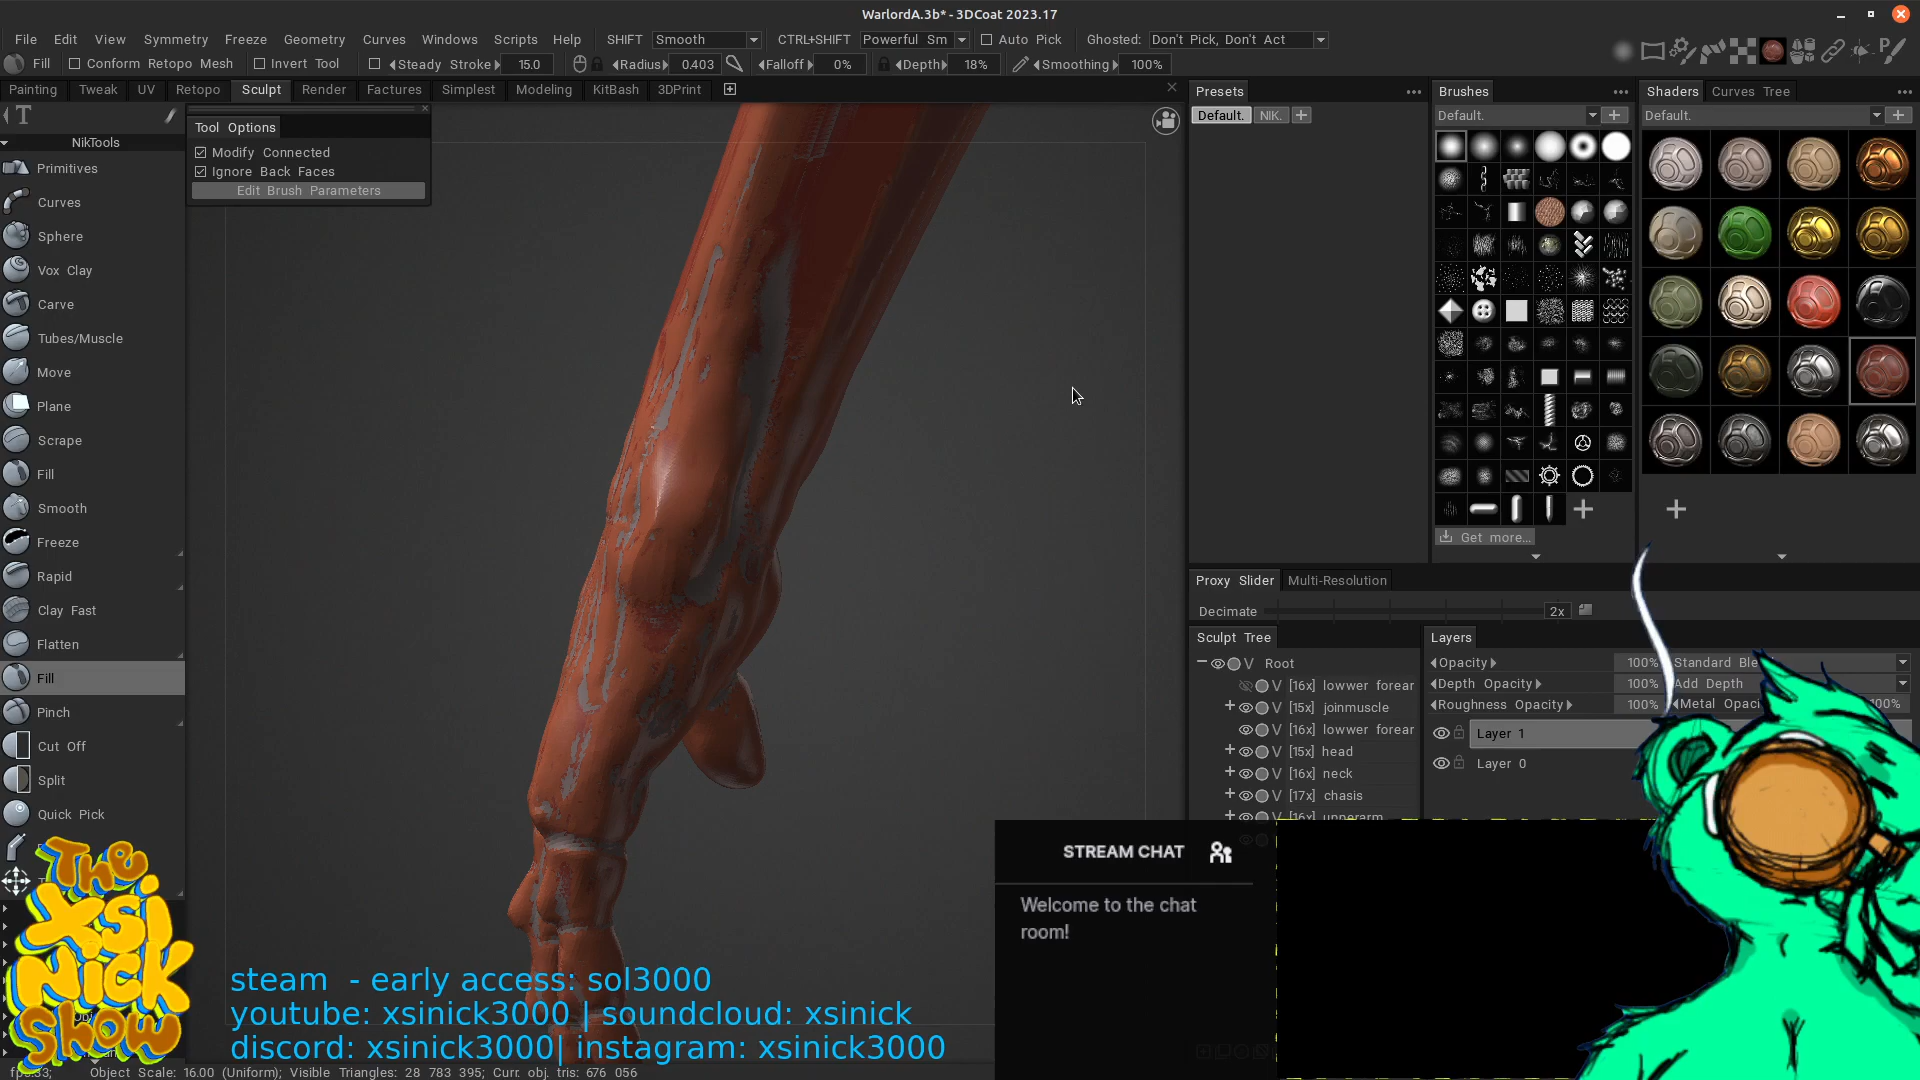 WarlordA.3b* - 3DCoat 2023.17
File Edit View Symmetry Freeze Geometry Curves Windows Scripts Help SHIFT Smooth CTRL+SHIFT Powerful Sm Auto Pick Ghosted: Don't Pick, Don't Act
Fill Conform Retopo Mesh Invert Tool Steady Stroke 15.0 Radius 0.403 Falloff 0% Depth 18% Smoothing 100%
Painting Tweak UV Retopo Sculpt Render Factures Simplest Modeling KitBash 3DPrint
NikTools
Primitives
Curves
Sphere
Vox Clay
Carve
Tubes/Muscle
Move
Plane
Scrape
Fill
Smooth
Freeze
Rapid
Clay Fast
Flatten
Fill
Pinch
Cut Off
Split
Quick Pick
Tool Options
Modify Connected
Ignore Back Faces
Edit Brush Parameters
Presets
Default. NIK.
Brushes
Default.
Get more...
Shaders Curves Tree
Default.
Proxy Slider Multi-Resolution
Decimate 2x
Sculpt Tree
Root
V [16x] lowwer forear
V [15x] joinmuscle
V [16x] lowwer forear
V [15x] head
V [16x] neck
V [17x] chasis
V [16x] upperarm
Layers
Opacity 100% Standard Ble
Depth Opacity 100% Add Depth
Roughness Opacity 100% Metal Opaci 100%
Layer 1
Layer 0
STREAM CHAT
Welcome to the chat
room!
The
Xsi
Nick
Show
steam - early access: sol3000
youtube: xsinick3000 | soundcloud: xsinick
discord: xsinick3000| instagram: xsinick3000
Object Scale: 16.00 (Uniform); Visible Triangles: 28 783 395; Curr. obj. tris: 676 056